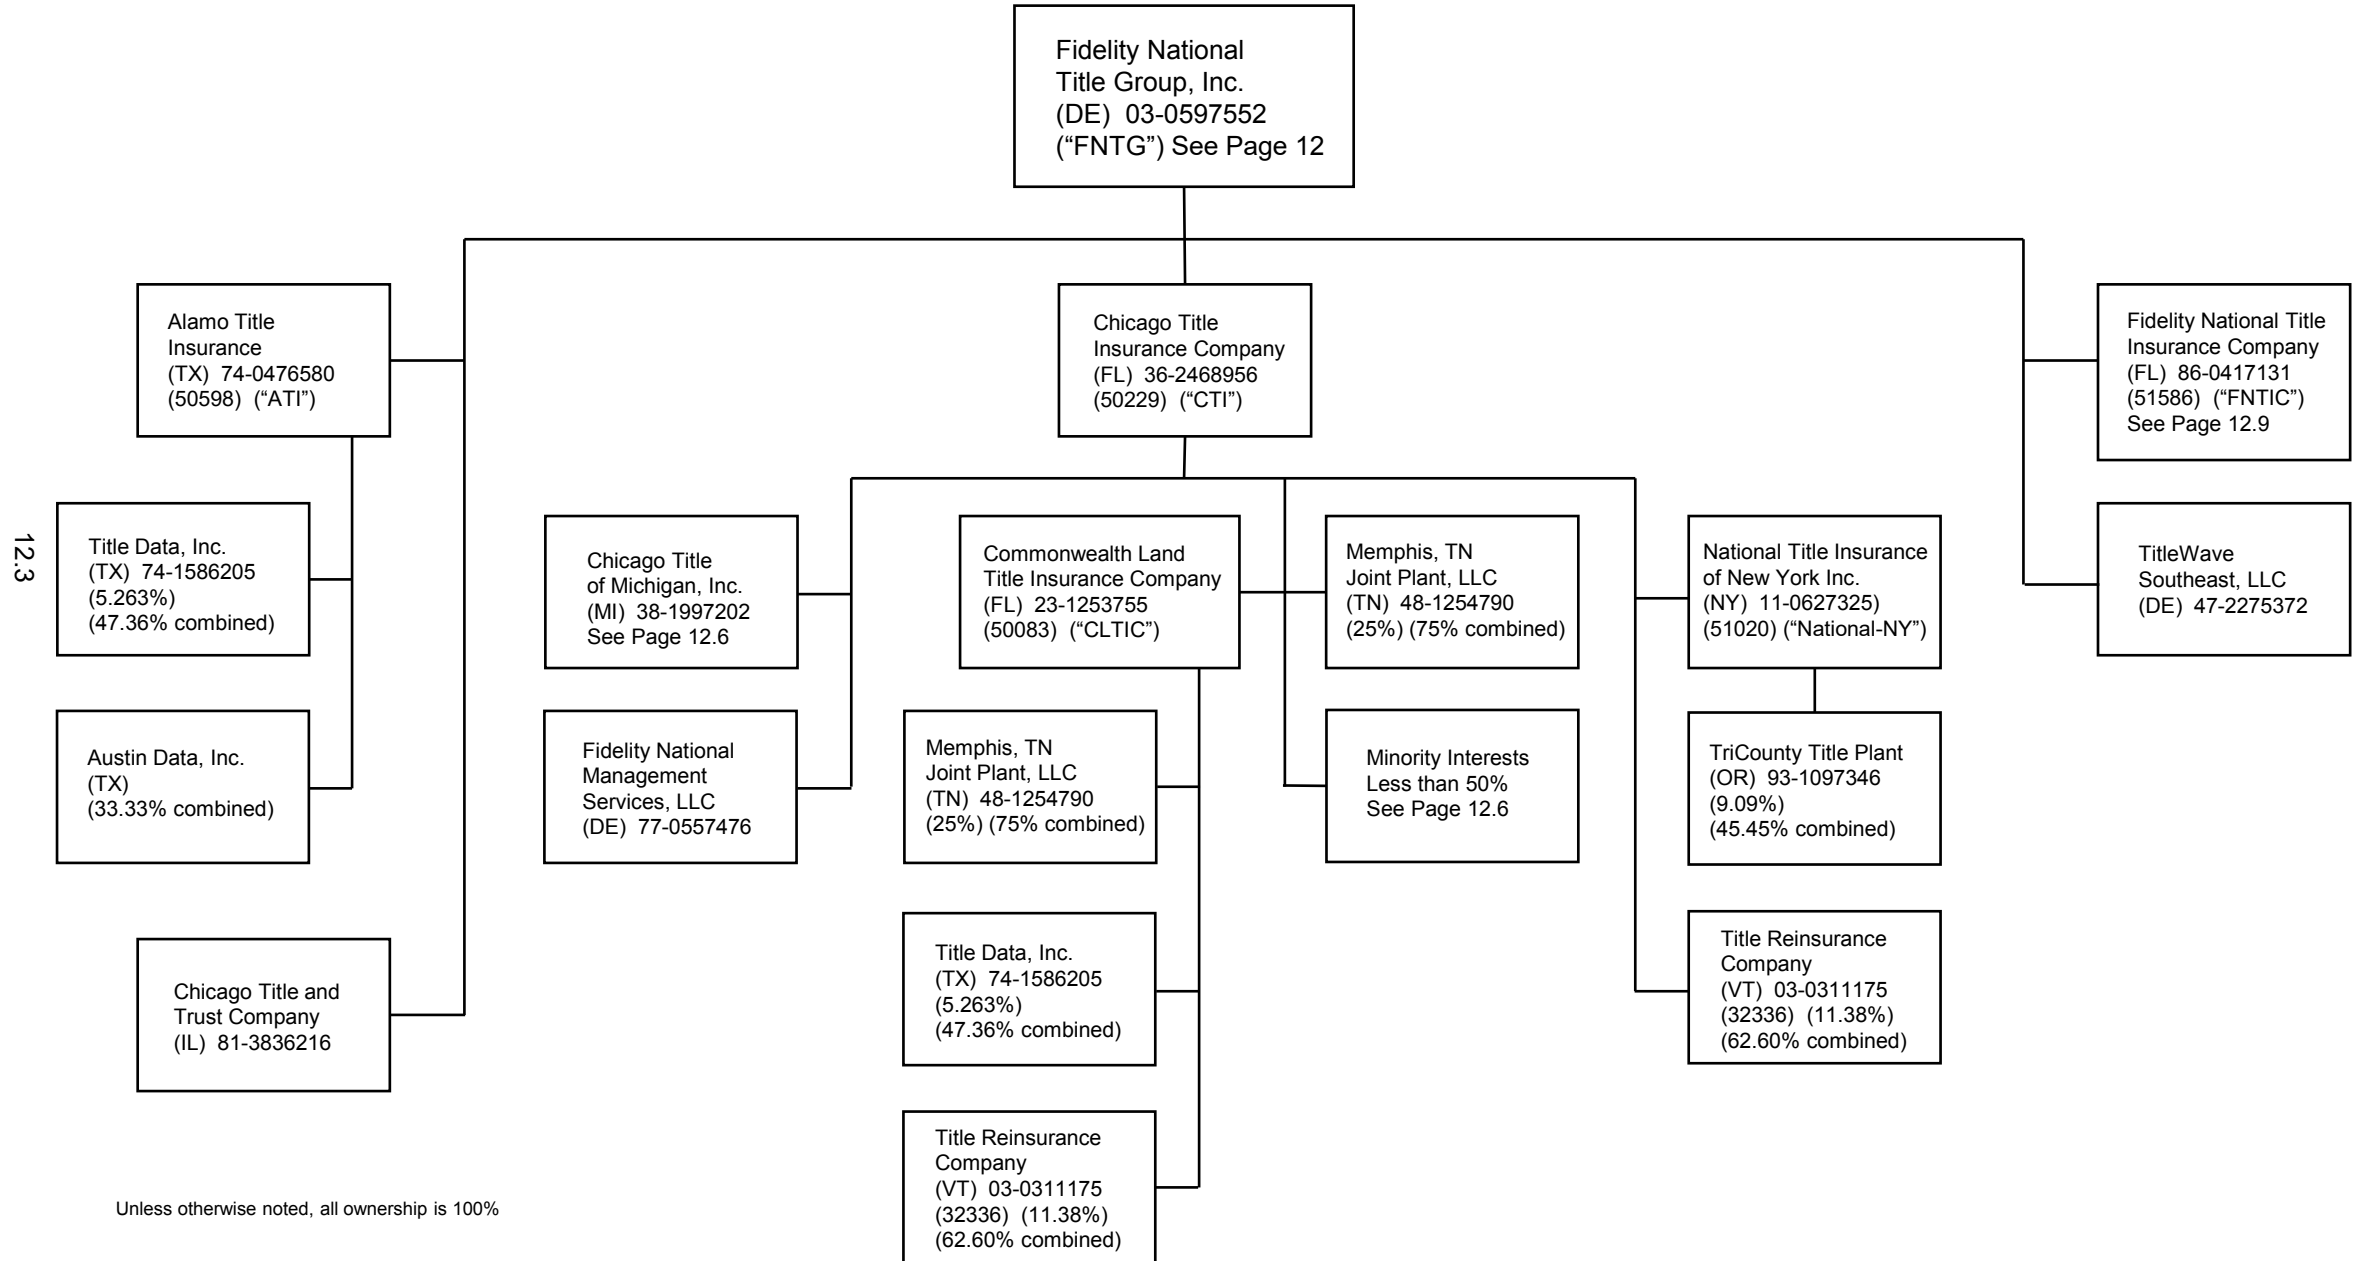 Fidelity National
Title Group, Inc.
(DE) 03-0597552
(“FNTG”) See Page 12
Alamo Title
Insurance
(TX) 74-0476580
(50598) (“ATI”)
Chicago Title
Insurance Company
(FL) 36-2468956
(50229) (“CTI”)
Fidelity National Title
Insurance Company
(FL) 86-0417131
(51586) (“FNTIC”)
See Page 12.9
12.3
Title Data, Inc.
(TX) 74-1586205
(5.263%)
(47.36% combined)
Chicago Title
of Michigan, Inc.
(MI) 38-1997202
See Page 12.6
Commonwealth Land
Title Insurance Company
(FL) 23-1253755
(50083) (“CLTIC”)
Memphis, TN
Joint Plant, LLC
(TN) 48-1254790
(25%) (75% combined)
National Title Insurance
of New York Inc.
(NY) 11-0627325)
(51020) (“National-NY”)
TitleWave
Southeast, LLC
(DE) 47-2275372
Austin Data, Inc.
(TX)
(33.33% combined)
Fidelity National
Management
Services, LLC
(DE) 77-0557476
Memphis, TN
Joint Plant, LLC
(TN) 48-1254790
(25%) (75% combined)
Minority Interests
Less than 50%
See Page 12.6
TriCounty Title Plant
(OR) 93-1097346
(9.09%)
(45.45% combined)
Chicago Title and
Trust Company
(IL) 81-3836216
Title Data, Inc.
(TX) 74-1586205
(5.263%)
(47.36% combined)
Title Reinsurance
Company
(VT) 03-0311175
(32336) (11.38%)
(62.60% combined)
Title Reinsurance
Company
(VT) 03-0311175
(32336) (11.38%)
(62.60% combined)
Unless otherwise noted, all ownership is 100%